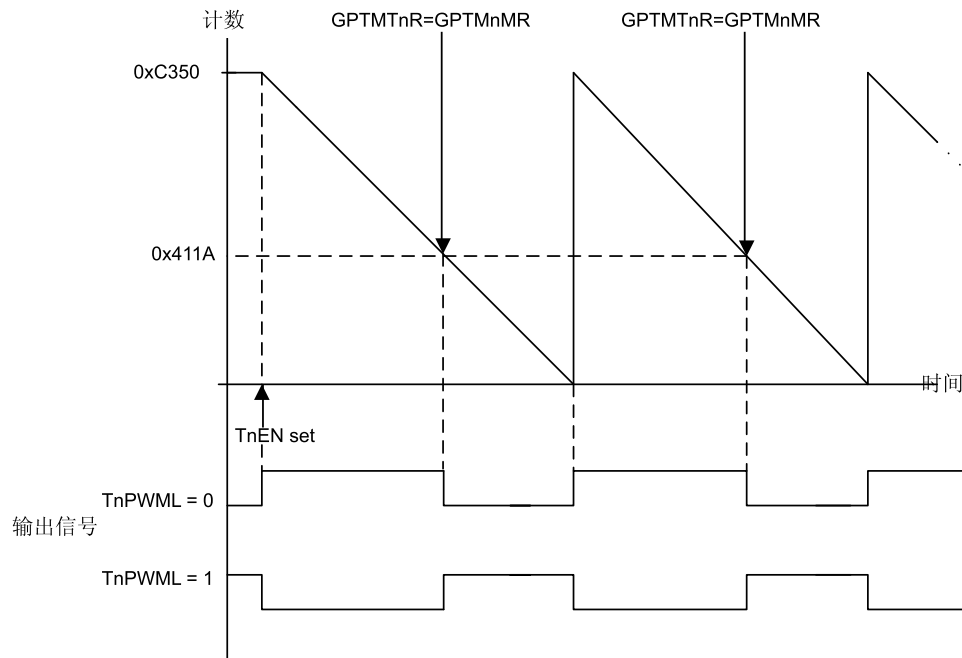 计数
GPTMTnR=GPTMnMR
GPTMTnR=GPTMnMR
0xC350
0x411A
时间
TnEN set
TnPWML = 0
输出信号
TnPWML = 1